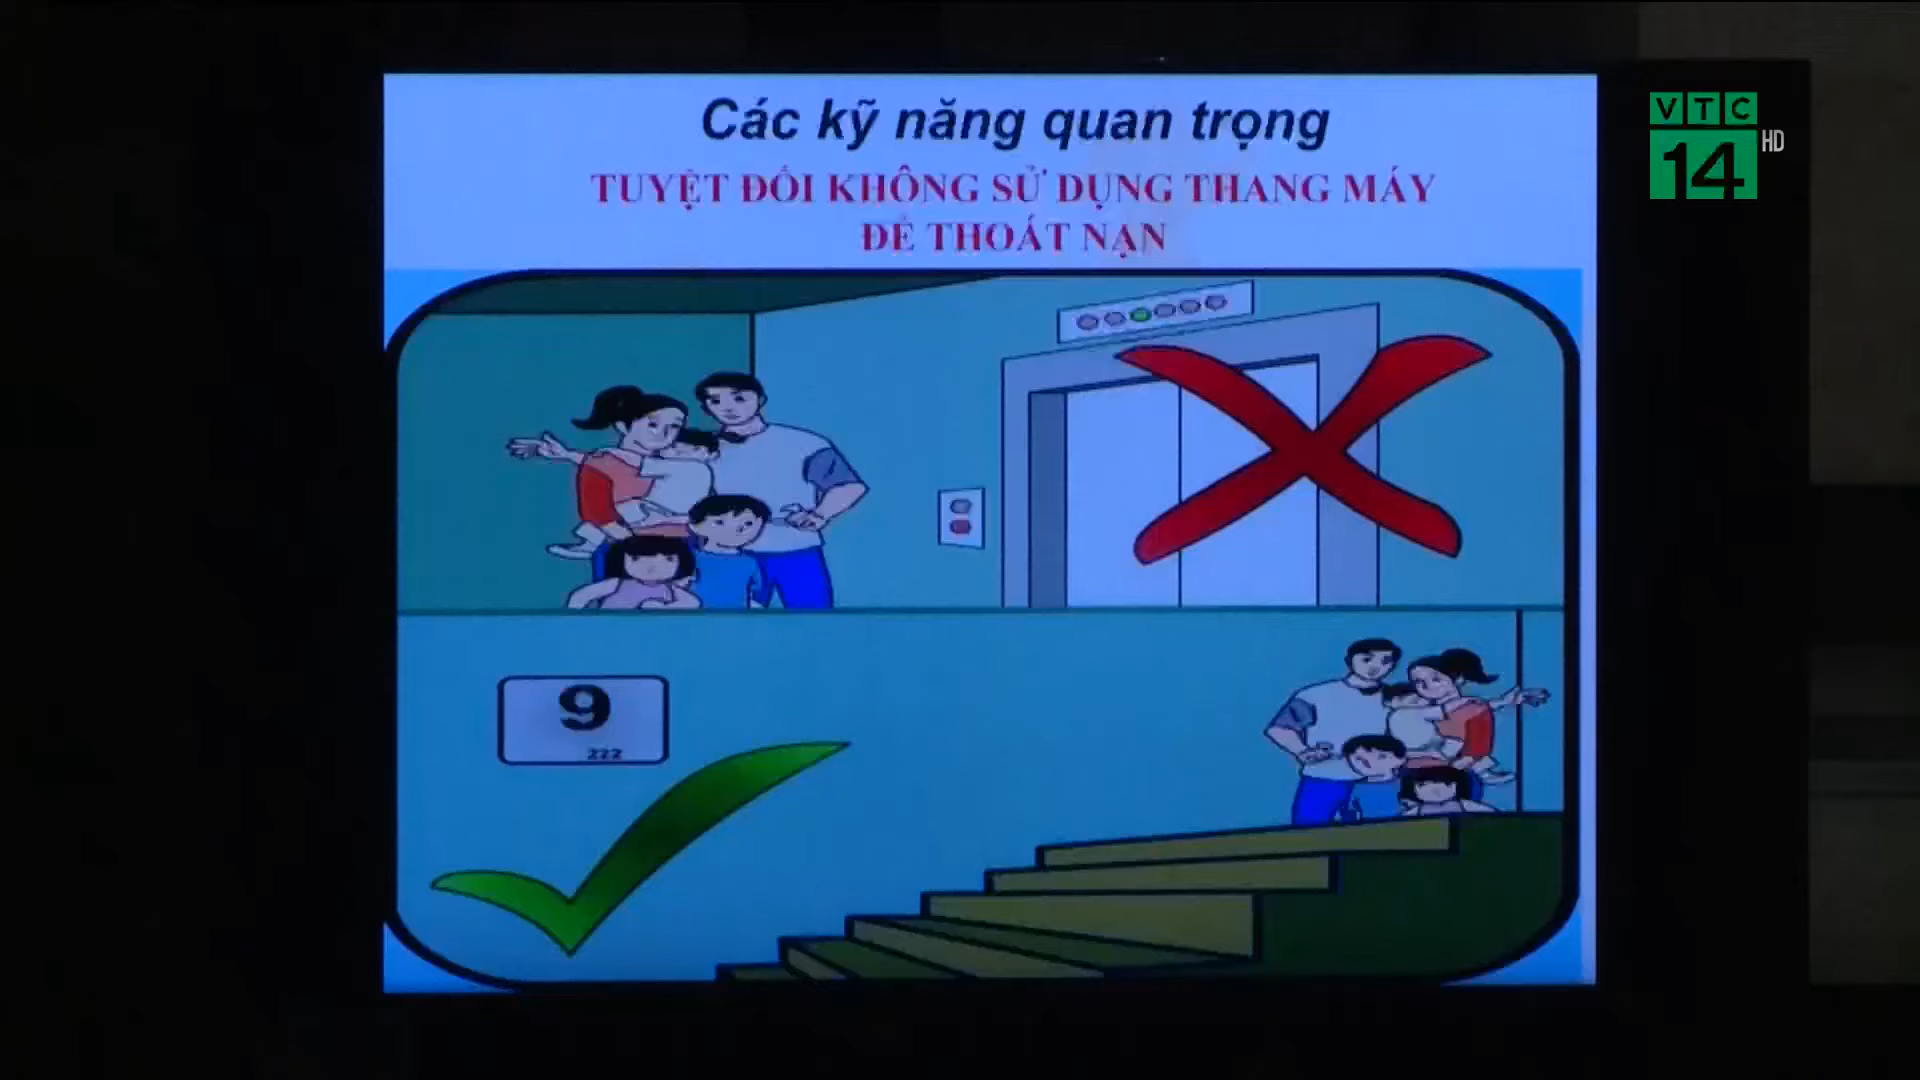 Các kỹ năng quan trọng
TUYỆT ĐỐI KHÔNG SỬ DỤNG THANG MÁY
ĐỂ THOÁT NẠN
VTC
14 HD
9
222